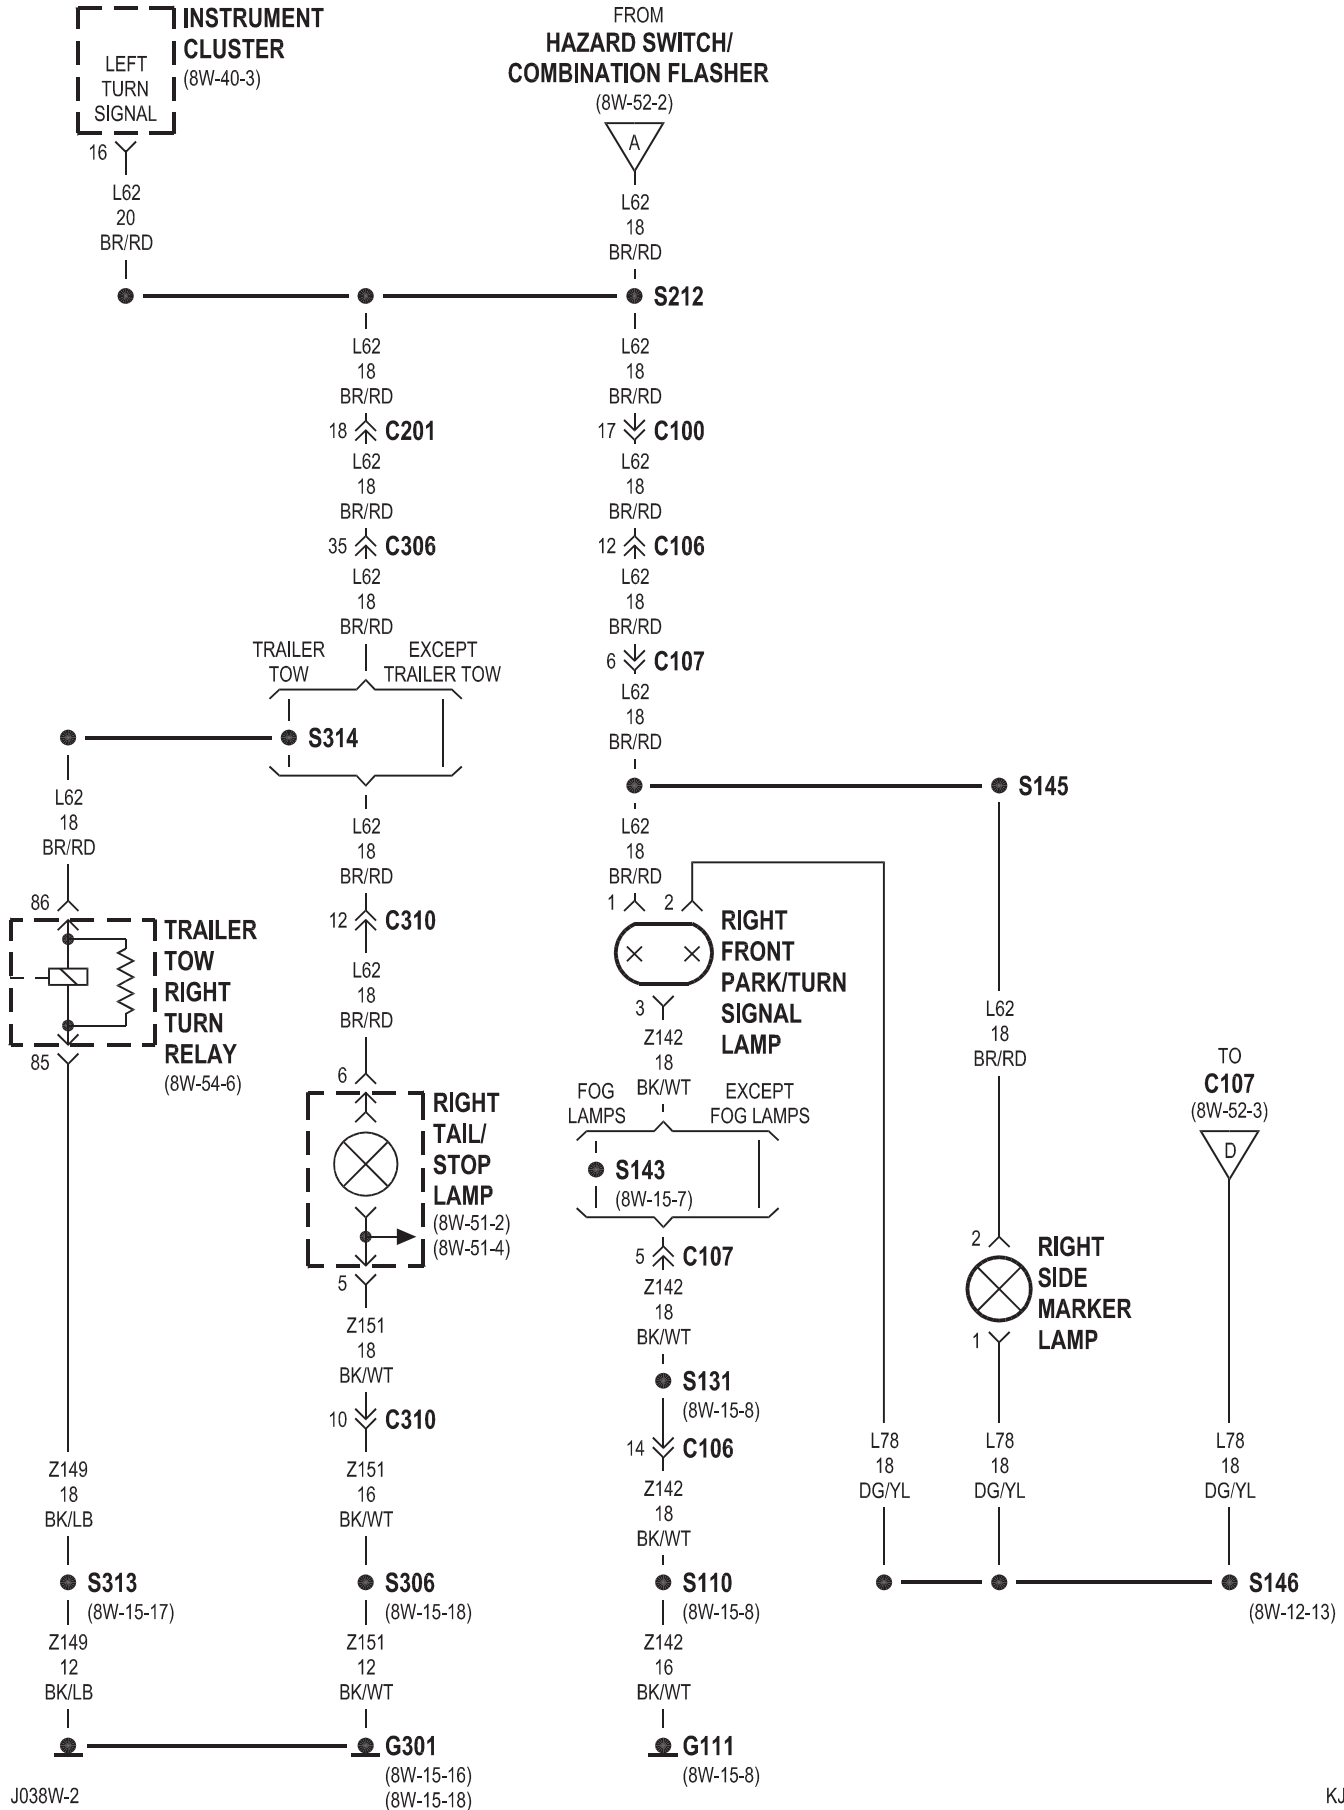 INSTRUMENT
CLUSTER
(8W-40-3)
LEFT
TURN
SIGNAL
16
L62
20
BR/RD
FROM
HAZARD SWITCH/
COMBINATION FLASHER
(8W-52-2)
A
L62
18
BR/RD
S212
L62
18
BR/RD
18
C201
L62
18
BR/RD
35
C306
L62
18
BR/RD
L62
18
BR/RD
17
C100
L62
18
BR/RD
12
C106
L62
18
BR/RD
6
C107
L62
18
BR/RD
TRAILER
TOW
EXCEPT
TRAILER TOW
S314
S145
L62
18
BR/RD
86
TRAILER
TOW
RIGHT
TURN
RELAY
(8W-54-6)
85
L62
18
BR/RD
12
C310
L62
18
BR/RD
6
RIGHT
TAIL/
STOP
LAMP
(8W-51-2)
(8W-51-4)
5
Z151
18
BK/WT
10
C310
Z151
16
BK/WT
L62
18
BR/RD
1
2
RIGHT
FRONT
PARK/TURN
SIGNAL
LAMP
3
Z142
18
BK/WT
FOG
LAMPS
EXCEPT
FOG LAMPS
S143
(8W-15-7)
5
C107
Z142
18
BK/WT
S131
(8W-15-8)
14
C106
Z142
18
BK/WT
L62
18
BR/RD
2
RIGHT
SIDE
MARKER
LAMP
1
TO
C107
(8W-52-3)
D
L78
18
DG/YL
L78
18
DG/YL
L78
18
DG/YL
Z149
18
BK/LB
S313
(8W-15-17)
S306
(8W-15-18)
S110
(8W-15-8)
S146
(8W-12-13)
Z149
12
BK/LB
Z151
12
BK/WT
Z142
16
BK/WT
G301
(8W-15-16)
(8W-15-18)
G111
(8W-15-8)
J038W-2
KJ